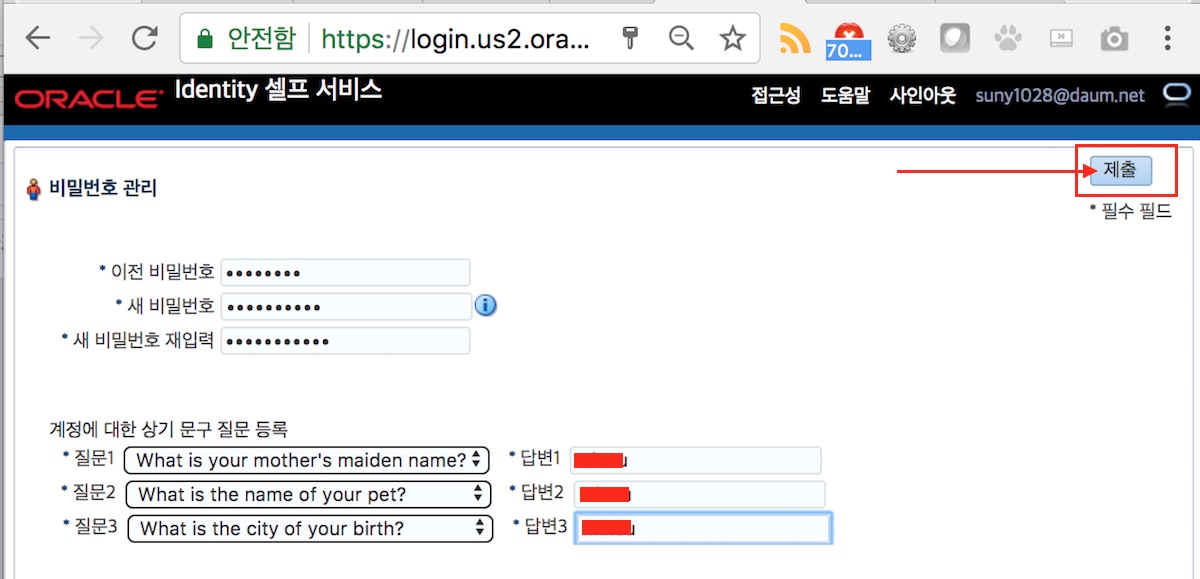 안전함 https://login.us2.ora...
70...
N
ORACLE Identity 셀프 서비스
접근성 도움말 사인아웃 suny1028@daum.net
제출
비밀번호 관리
* 필수 필드
* 이전 비밀번호
* 새 비밀번호
* 새 비밀번호 재입력
계정에 대한 상기 문구 질문 등록
* 질문1 What is your mother's maiden name? * 답변1
* 질문2 What is the name of your pet? * 답변2
* 질문3 What is the city of your birth? * 답변3